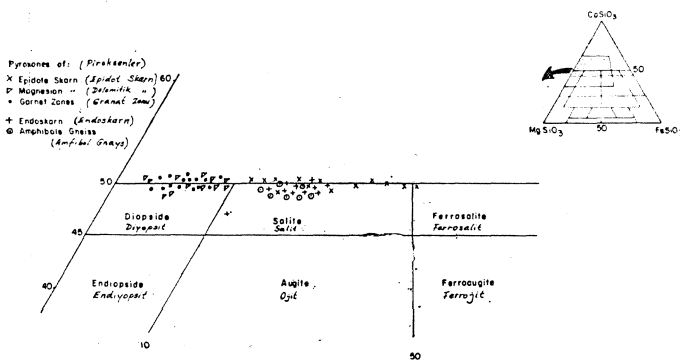 Pyroxenes of: (Piroksenler)
x Epidote Skarn (Epidot Skarn)
Magnesian " (Dolomitik ")
• Garnet Zones (Granat Zonu)
+ Endoskarn (Endoskarn)
Amphibole Gneiss
(Amfibol Gnays)
CaSiO3
50
MgSiO3
50
FeSiO
60
50
Diopside
Diyopsit
Salite
Salit
Ferrosalite
Ferrosalit
45
40
Endiopside
Endiyopsit
Augite
Ojit
Ferroaugite
Ferrojit
10
50